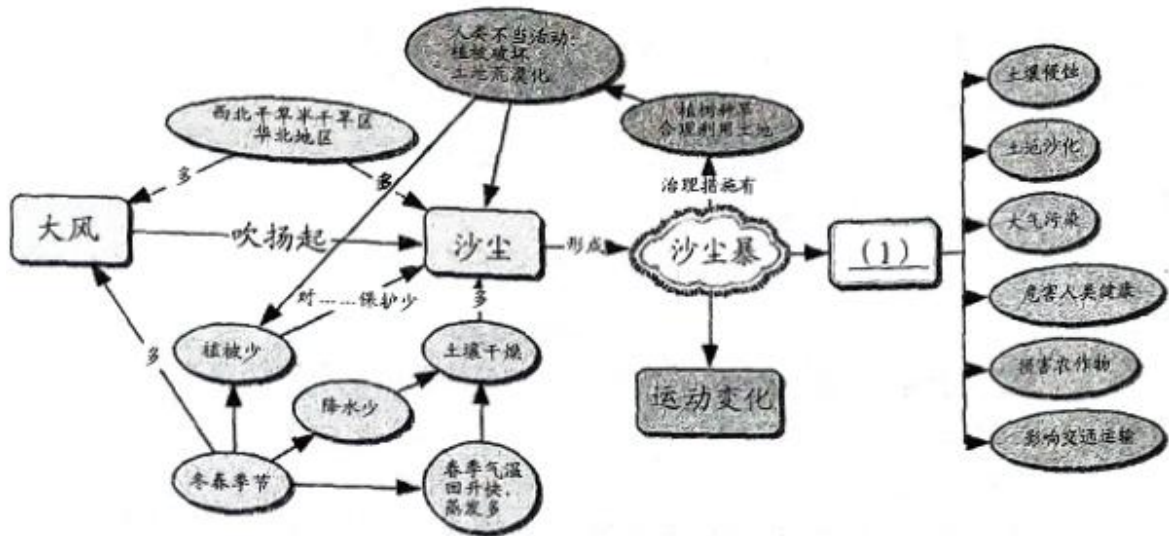 人类不当活动:
植被破坏
土地荒漠化
西北干旱半干旱区
华北地区
植树种草
合理利用土地
土壤侵蚀
土地沙化
大气污染
危害人类健康
损害农作物
影响交通运输
多
多
治理措施有
大风
吹扬起
沙尘
形成
沙尘暴
(1)
对……保护少
多
多
植被少
土壤干燥
降水少
运动变化
冬春季节
春季气温
回升快,
蒸发多